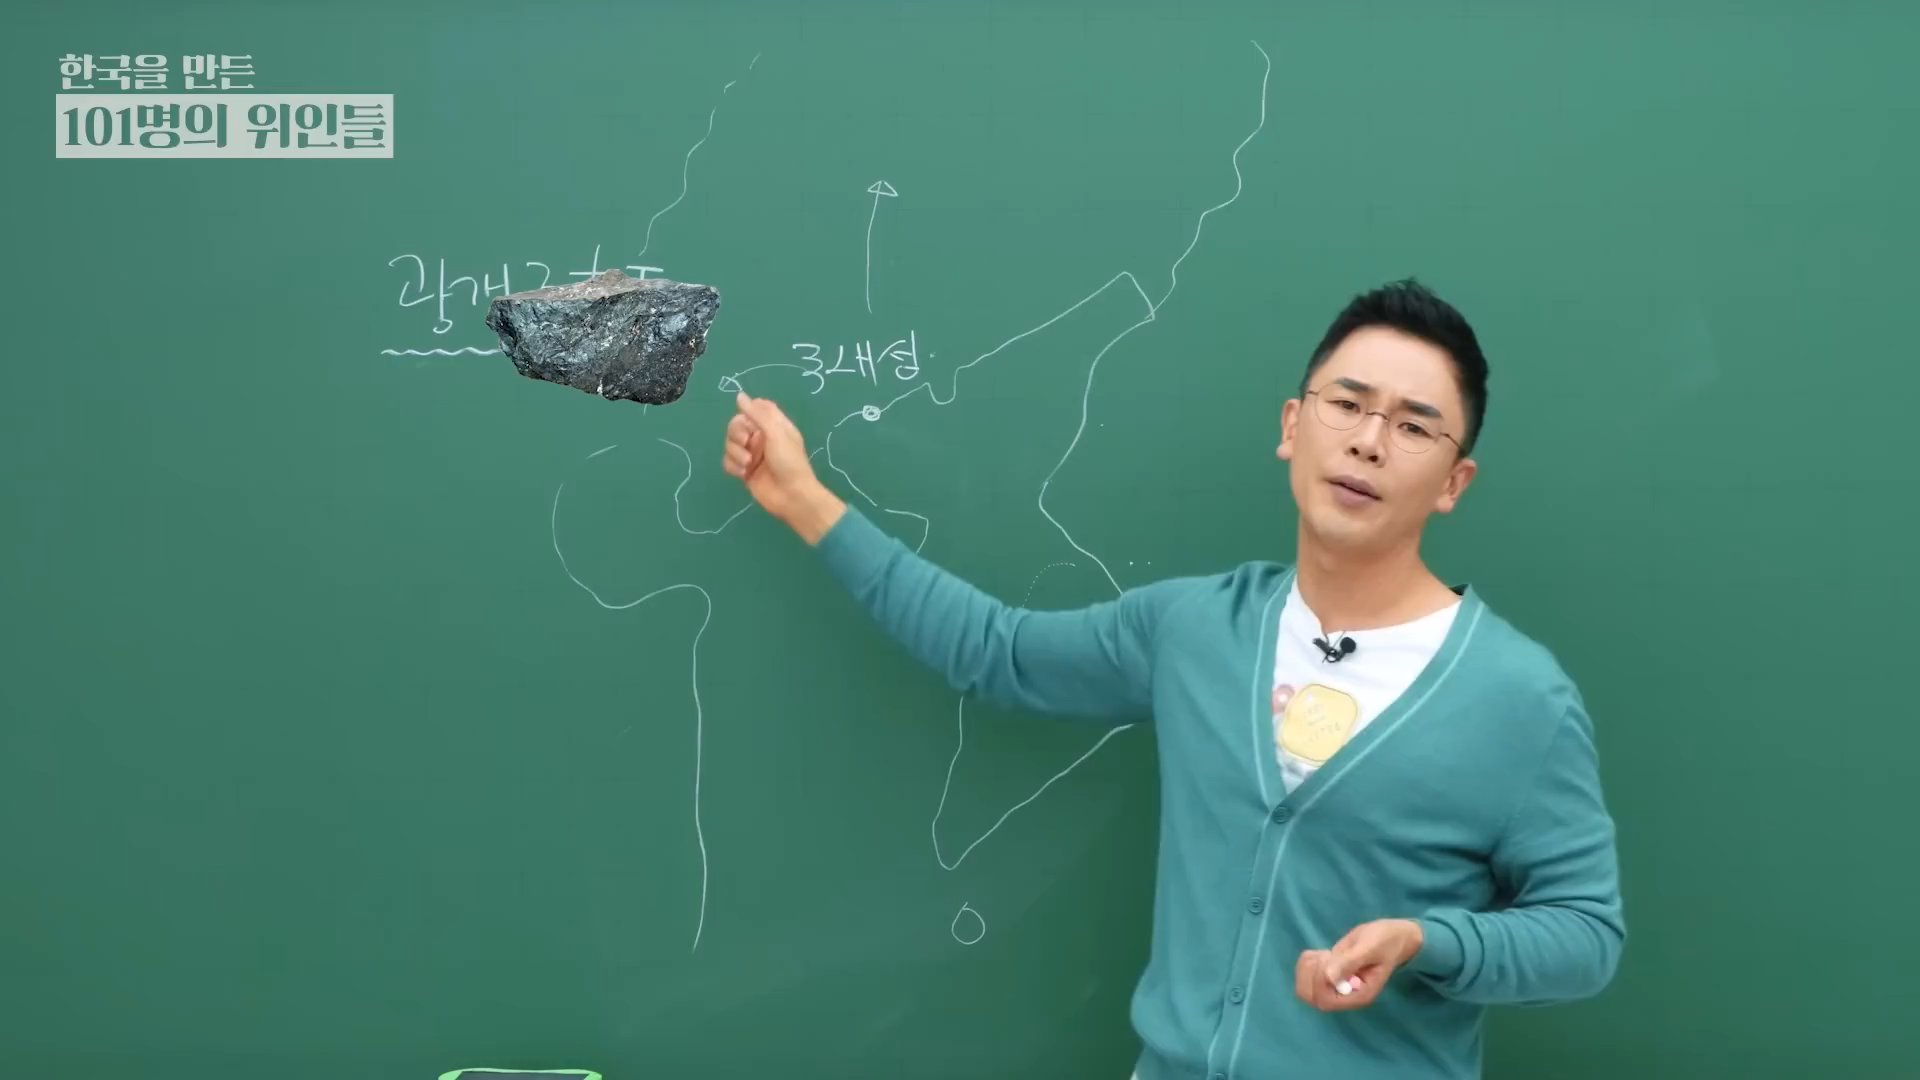 한국을 만든
101명의 위인들
광개
국내성